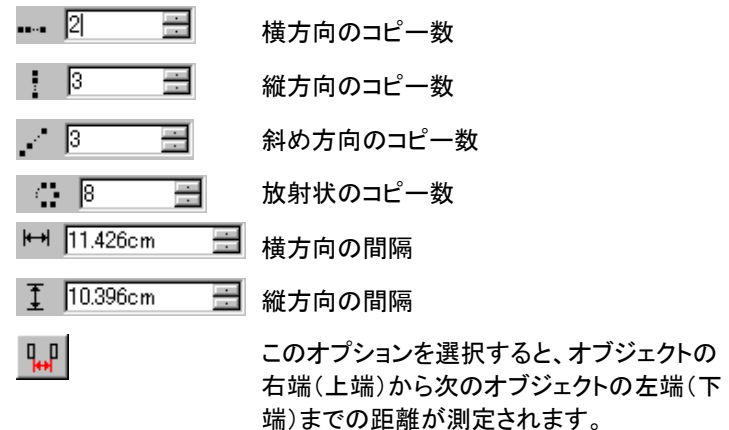 2 横方向のコピー数
3 縦方向のコピー数
3 斜め方向のコピー数
8 放射状のコピー数
11.426cm 横方向の間隔
10.396cm 縦方向の間隔
このオプションを選択すると、オブジェクトの
右端(上端)から次のオブジェクトの左端(下
端)までの距離が測定されます。